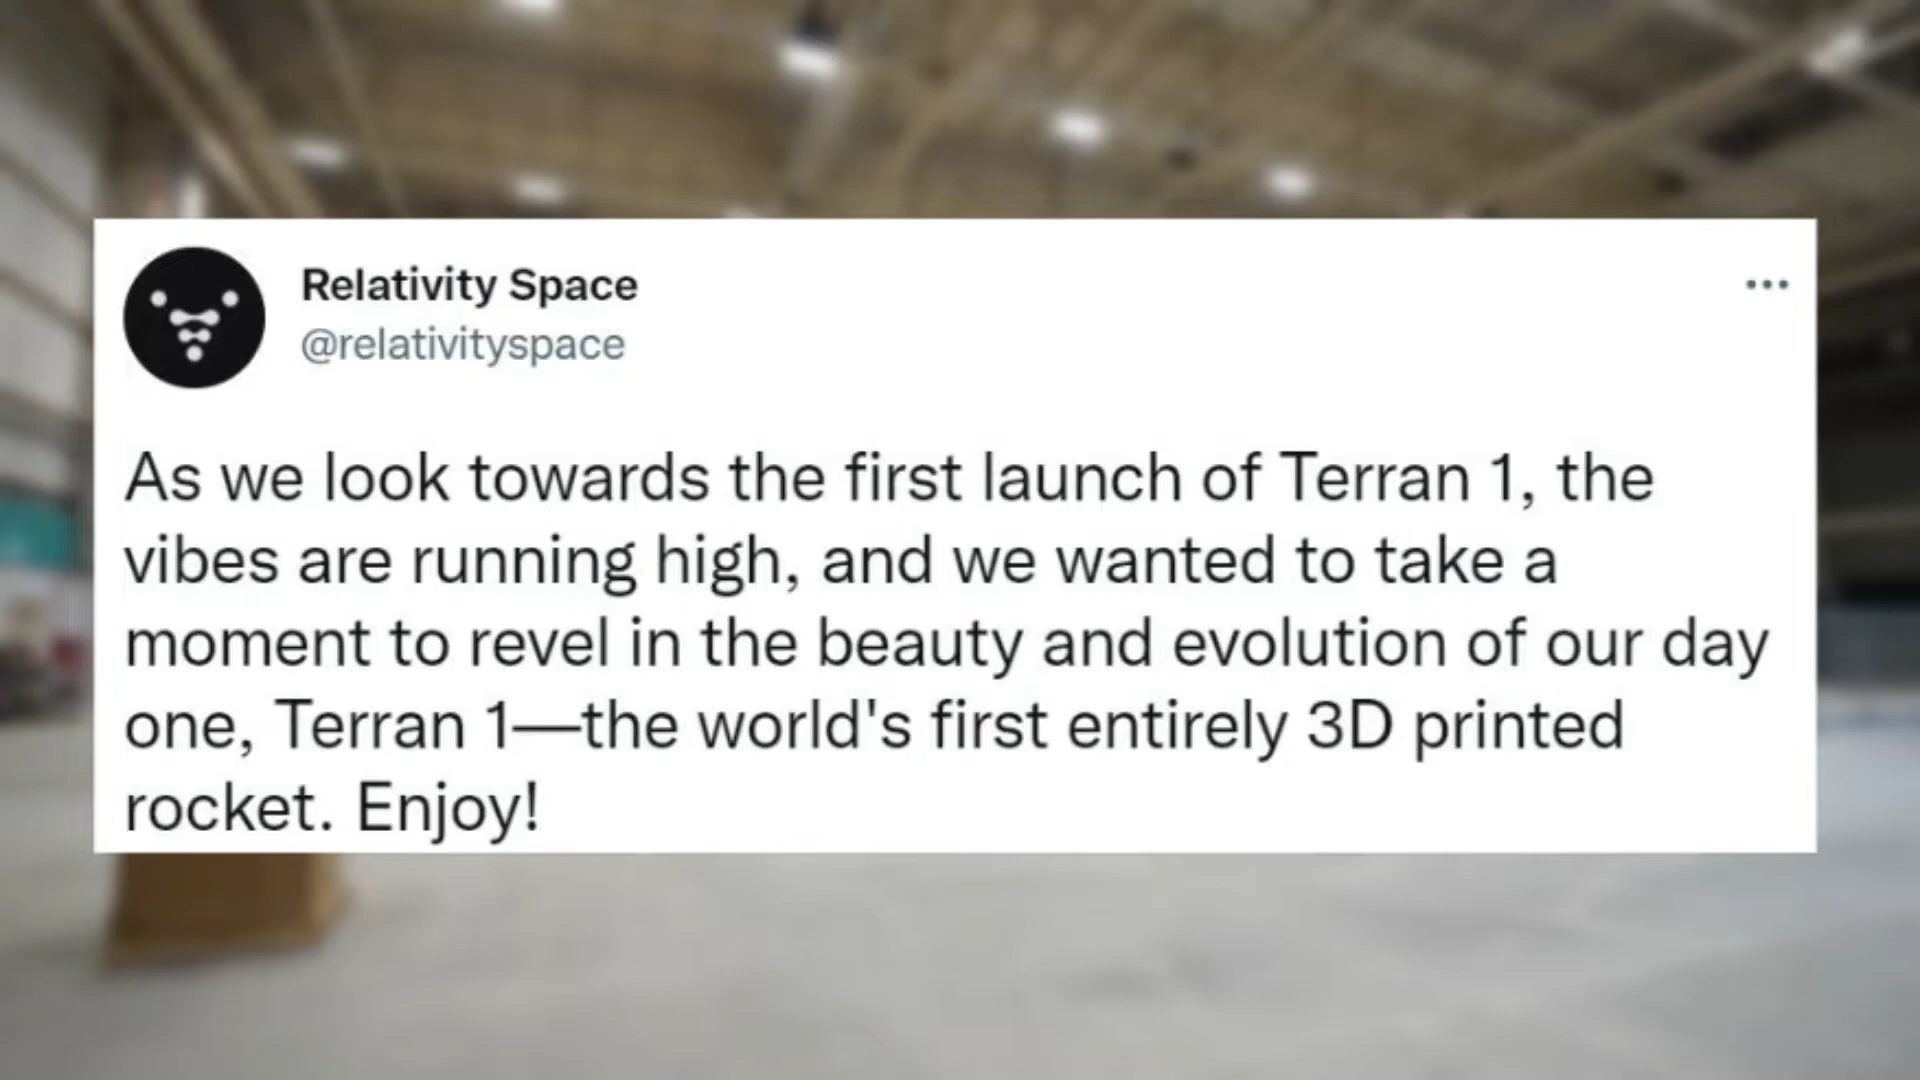 Relativity Space
@relativityspace
As we look towards the first launch of Terran 1, the
vibes are running high, and we wanted to take a
moment to revel in the beauty and evolution of our day
one, Terran 1—the world's first entirely 3D printed
rocket. Enjoy!